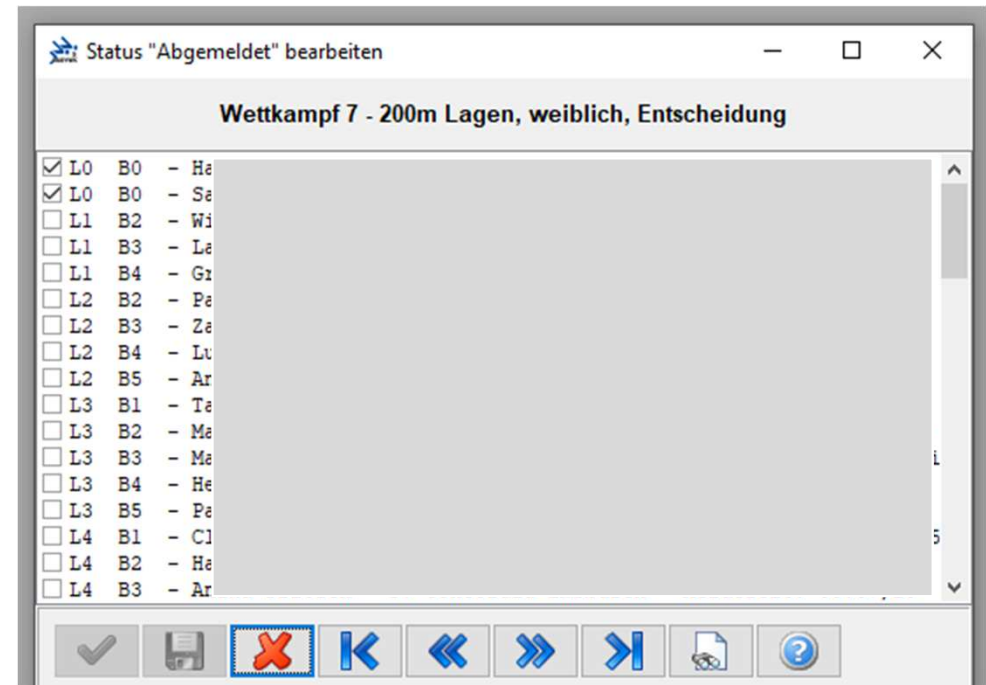 Status "Abgemeldet" bearbeiten
Wettkampf 7 - 200m Lagen, weiblich, Entscheidung
L0 B0 - Ha
L0 B0 - Sa
L1 B2 - Wi
L1 B3 - La
L1 B4 - Gr
L2 B2 - Pa
L2 B3 - Za
L2 B4 - Lu
L2 B5 - An
L3 B1 - Ta
L3 B2 - Ma
L3 B3 - Ma i
L3 B4 - He
L3 B5 - Pa
L4 B1 - Cl 5
L4 B2 - Ha
L4 B3 - An